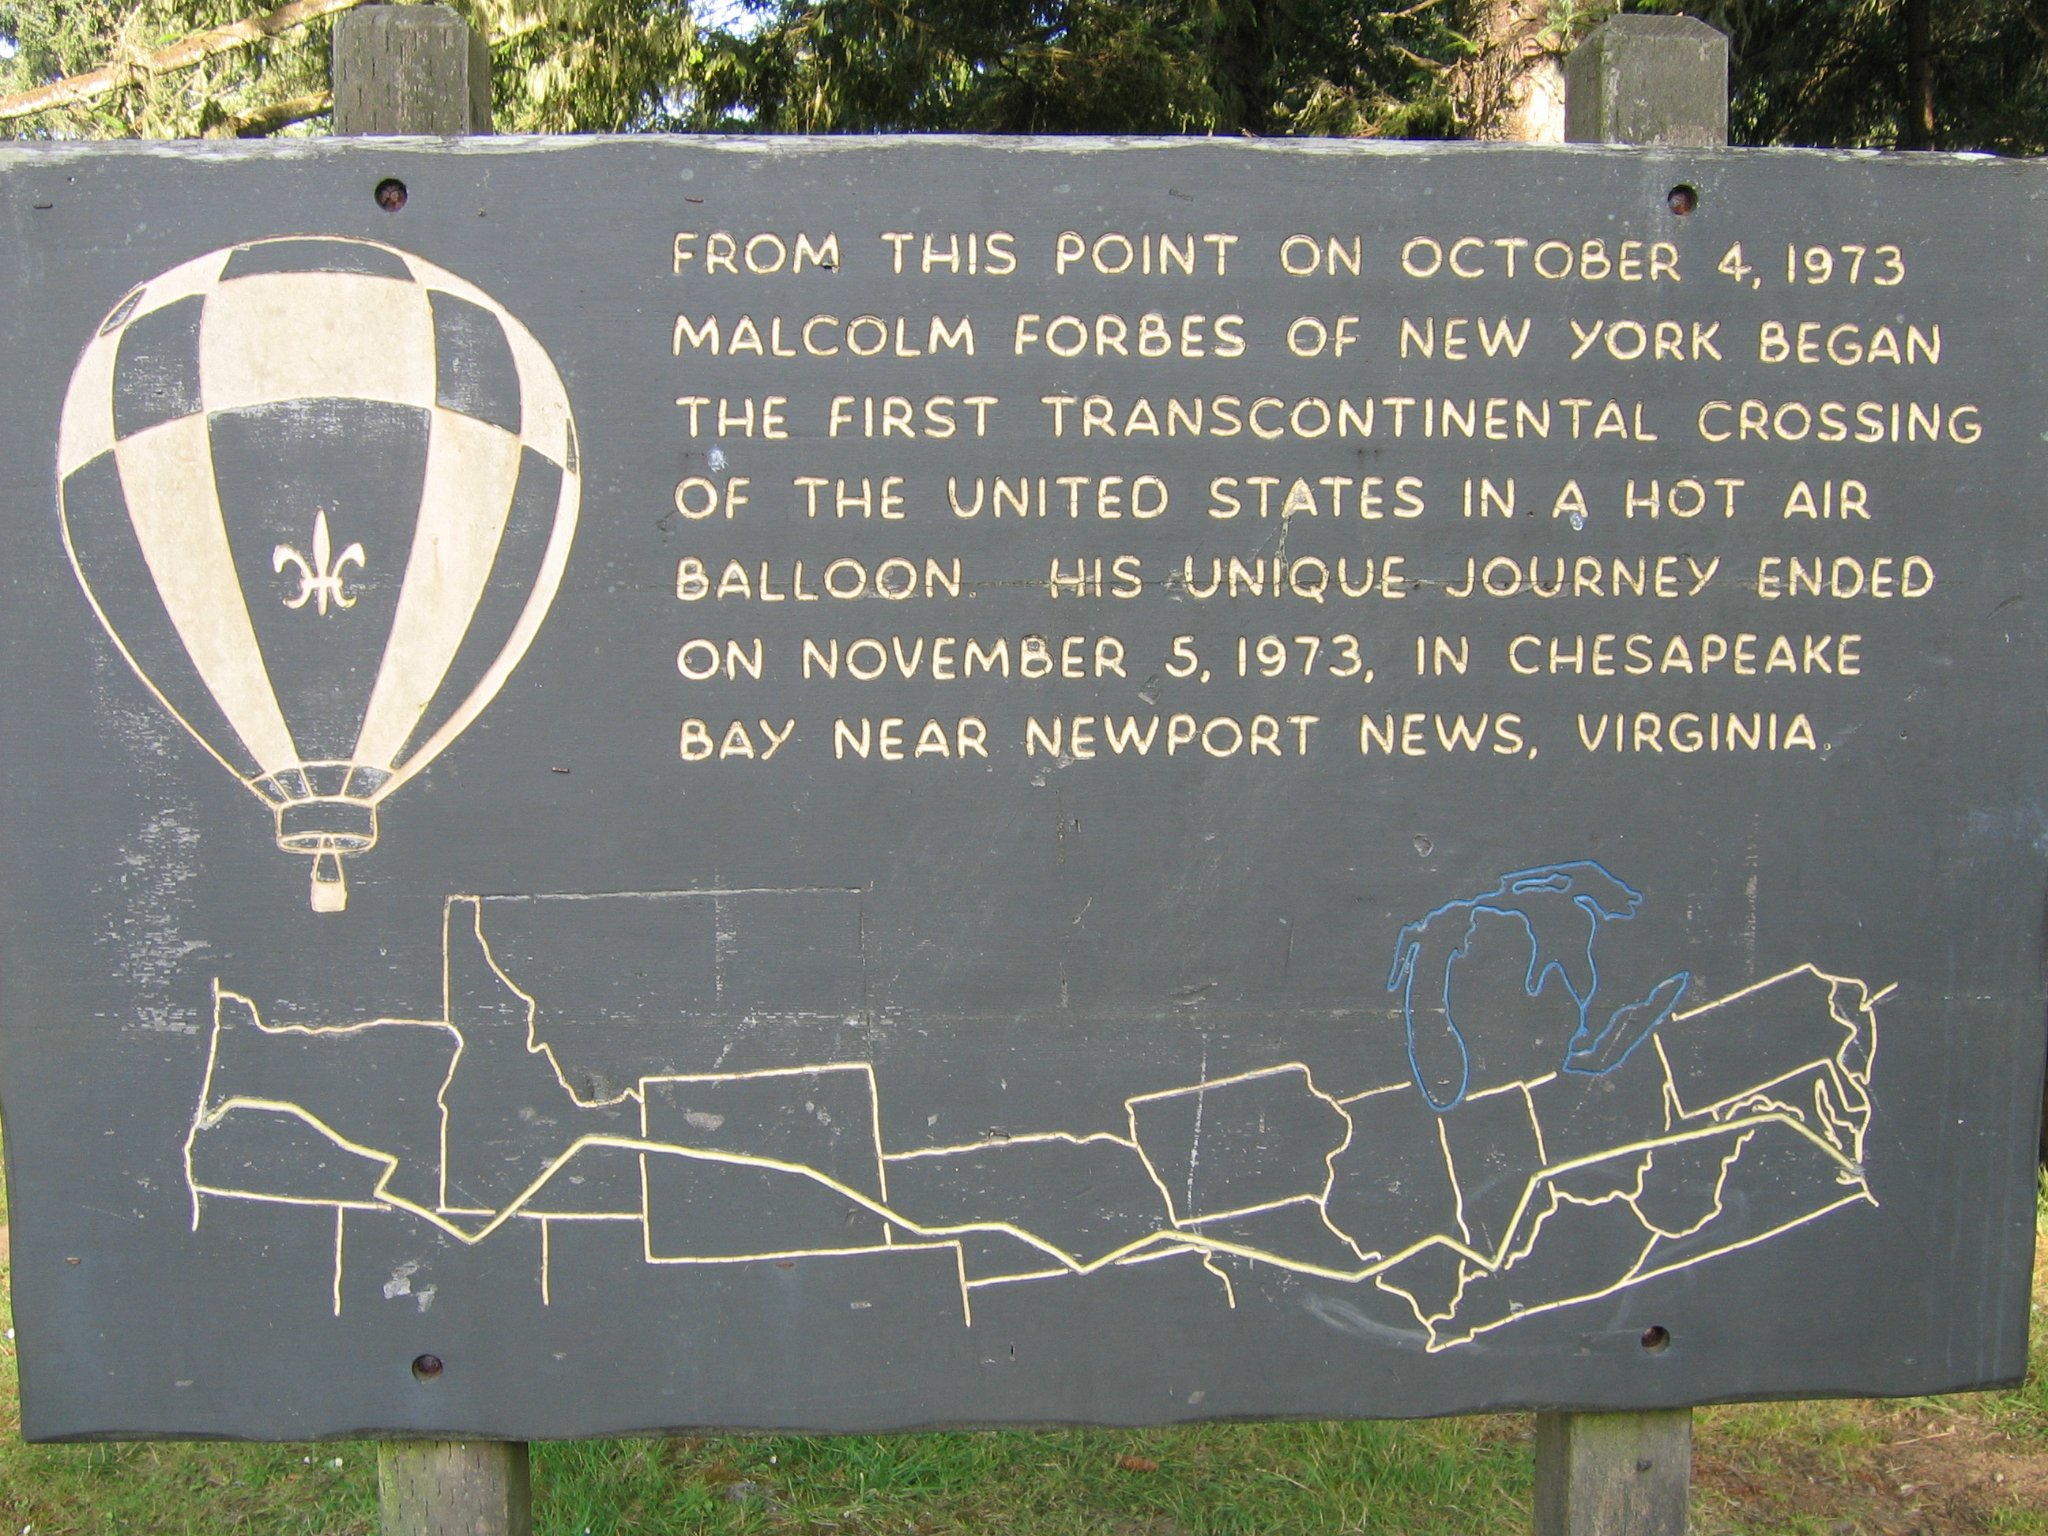 FROM THIS POINT ON OCTOBER 4, 1973
MALCOLM FORBES OF NEW YORK BEGAN
THE FIRST TRANSCONTINENTAL CROSSING
OF THE UNITED STATES IN A HOT AIR
BALLOON. HIS UNIQUE JOURNEY ENDED
ON NOVEMBER 5, 1973, IN CHESAPEAKE
BAY NEAR NEWPORT NEWS, VIRGINIA.